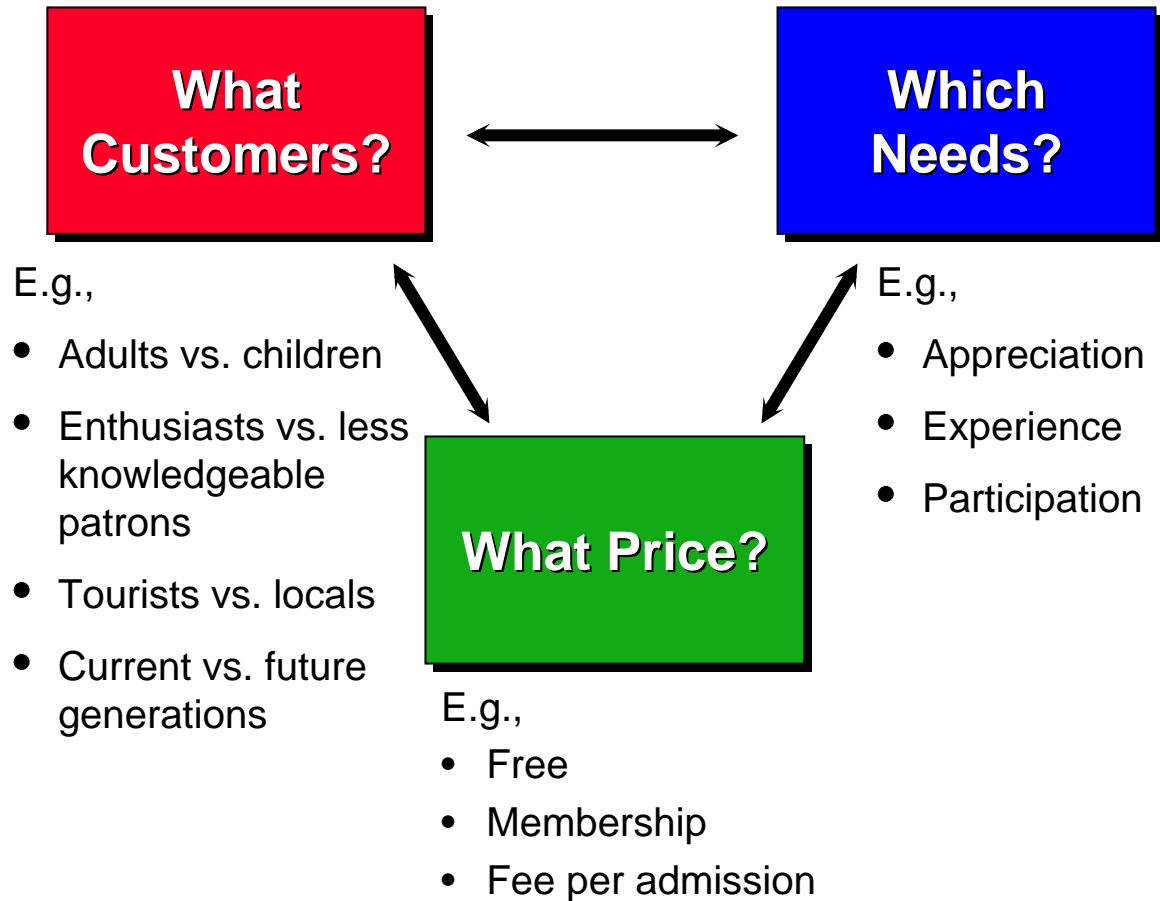 What
Customers?
Which
Needs?
E.g.,
• Adults vs. children
• Enthusiasts vs. less
knowledgeable
patrons
• Tourists vs. locals
• Current vs. future
generations
E.g.,
• Appreciation
• Experience
• Participation
What Price?
E.g.,
• Free
• Membership
• Fee per admission